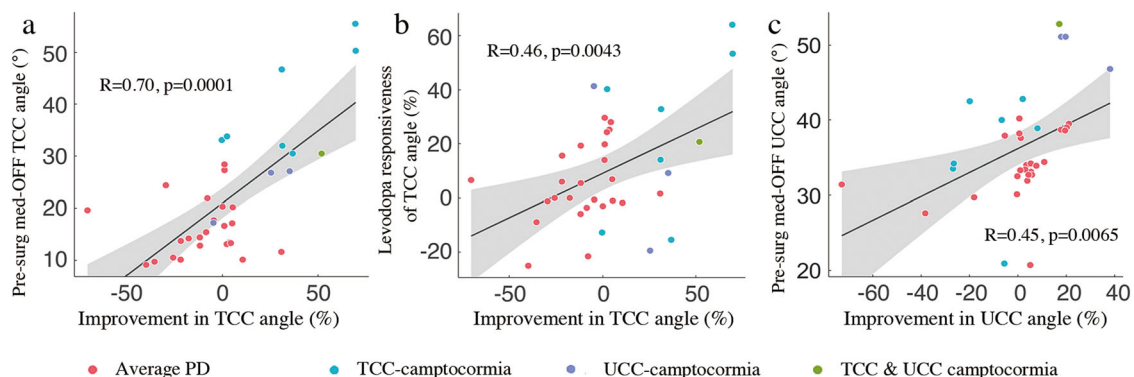 a
Pre-surg med-OFF TCC angle (°)
50
40
30
20
10
R=0.70, p=0.0001
-50
0
50
Improvement in TCC angle (%)
b
Levodopa responsiveness
of TCC angle (%)
60
40
20
0
-20
R=0.46, p=0.0043
-50
0
50
Improvement in TCC angle (%)
c
Pre-surg med-OFF UCC angle (°)
50
40
30
20
R=0.45, p=0.0065
-60
-40
-20
0
20
40
Improvement in UCC angle (%)
Average PD
TCC-camptocormia
UCC-camptocormia
TCC & UCC camptocormia